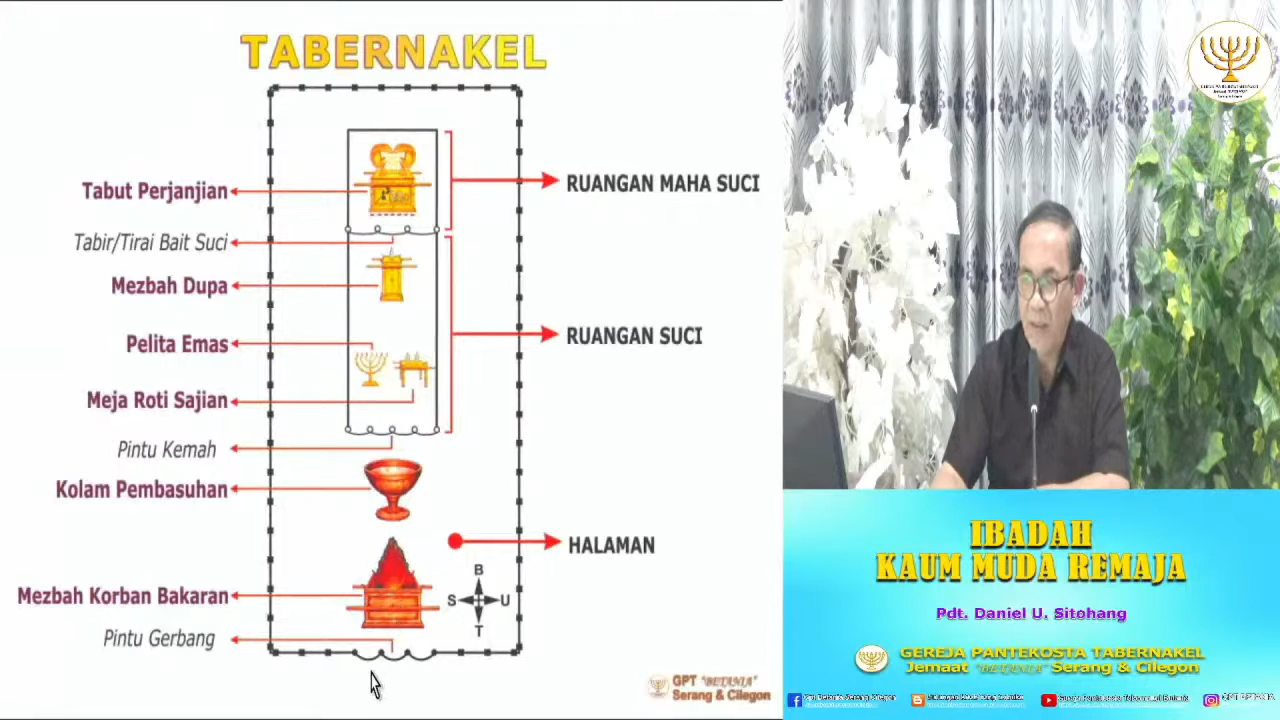 TABERNAKEL
Tabut Perjanjian
Tabir/Tirai Bait Suci
Mezbah Dupa
Pelita Emas
Meja Roti Sajian
Pintu Kemah
Kolam Pembasuhan
Mezbah Korban Bakaran
Pintu Gerbang
RUANGAN MAHA SUCI
RUANGAN SUCI
HALAMAN
B
S U
T
GPT "BETANIA"
Serang & Cilegon
IBADAH
KAUM MUDA REMAJA
Pdt. Daniel U. Sitohang
GEREJA PANTEKOSTA TABERNAKEL
Jemaat "BETANIA" Serang & Cilegon